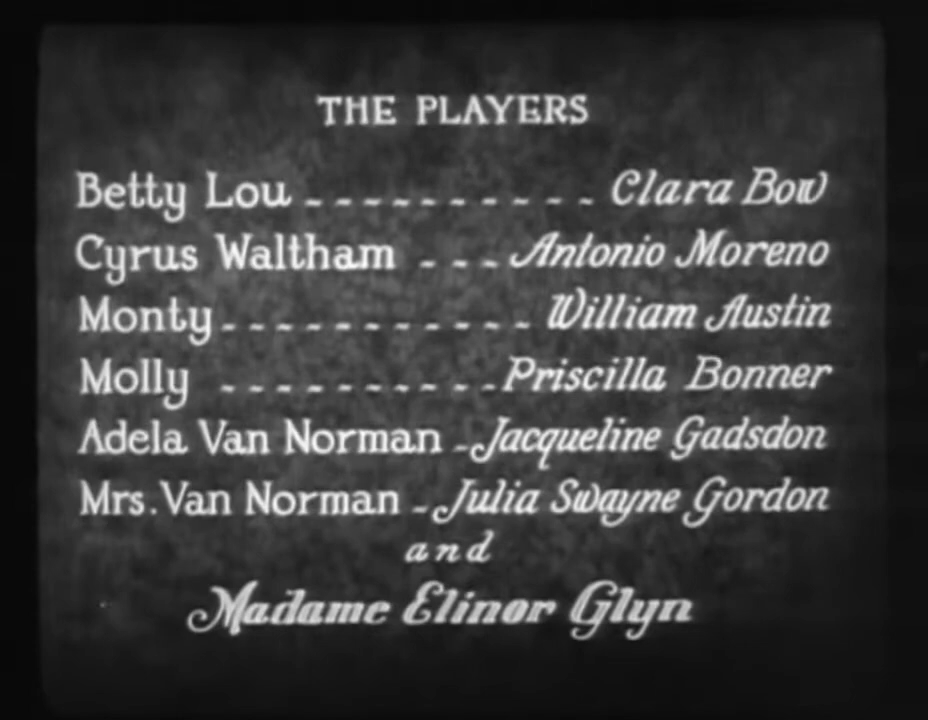 THE PLAYERS
Betty Lou ---------- Clara Bow
Cyrus Waltham --- Antonio Moreno
Monty ----------- William Austin
Molly ---------- Priscilla Bonner
Adela Van Norman - Jacqueline Gadsdon
Mrs. Van Norman - Julia Swayne Gordon
and
Madame Elinor Glyn